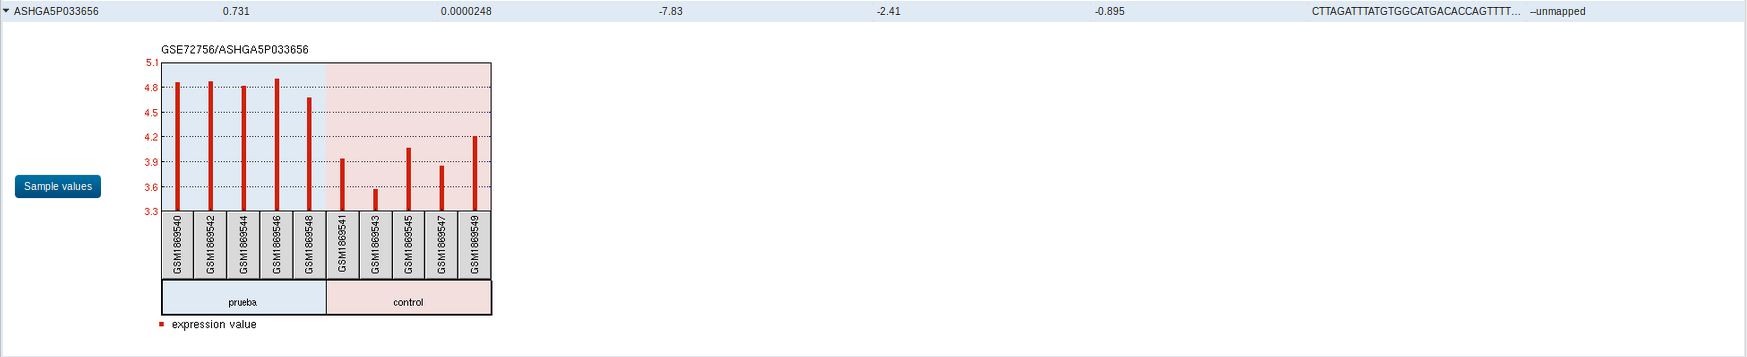 ASHGA5P033656 0.731 0.0000248 -7.83 -2.41 -0.895 CTTAGATTTATGTGGCATGACACCAGTTTT... --unmapped
GSE72756/ASHGA5P033656
5.1
4.8
4.5
4.2
3.9
3.6
3.3
Sample values
GSM1869540
GSM1869542
GSM1869544
GSM1869546
GSM1869548
GSM1869541
GSM1869543
GSM1869545
GSM1869547
GSM1869549
prueba control
expression value